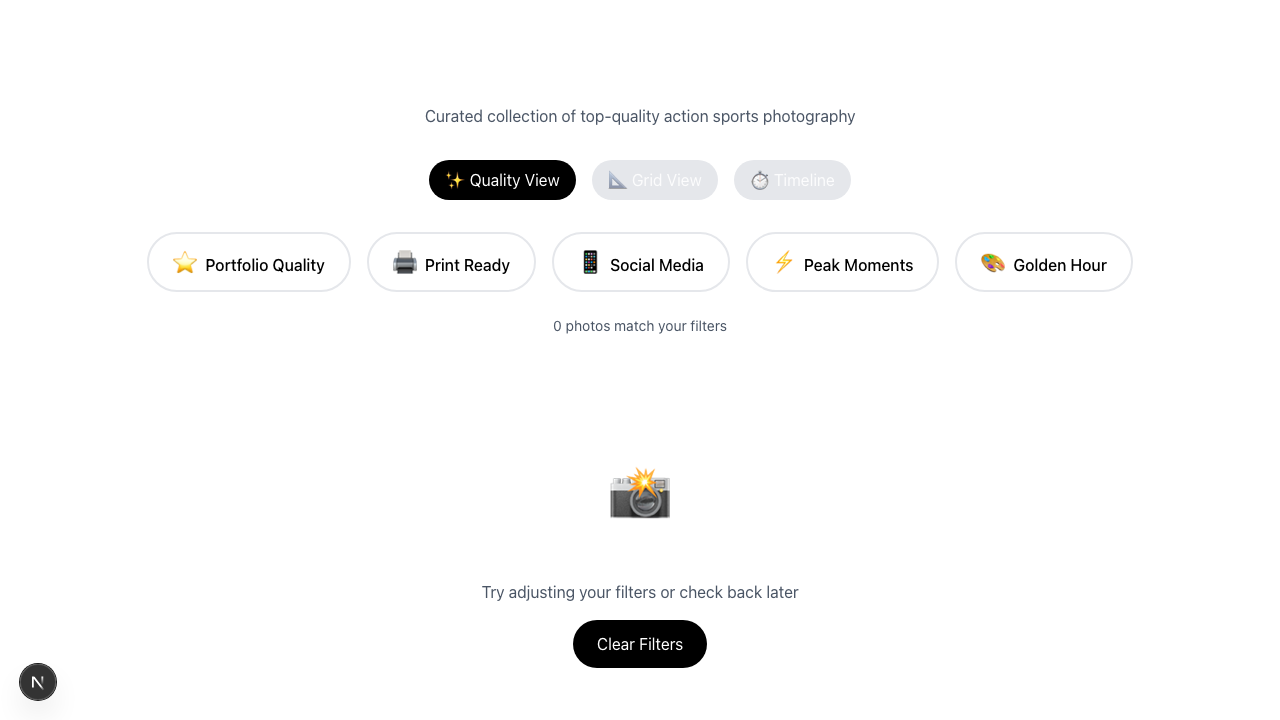 Curated collection of top-quality action sports photography
✨ Quality View
📐 Grid View
⏱️ Timeline
⭐ Portfolio Quality
🖨️ Print Ready
📱 Social Media
⚡ Peak Moments
🎨 Golden Hour
0 photos match your filters
Try adjusting your filters or check back later
Clear Filters
N